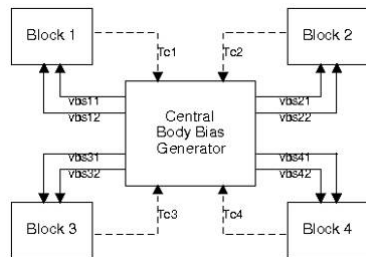 Block 1
Block 2
Tc1
Tc2
vbs11
vbs12
vbs21
vbs22
Central
Body Bias
Generator
vbs31
vbs32
vbs41
vbs42
Tc3
Tc4
Block 3
Block 4